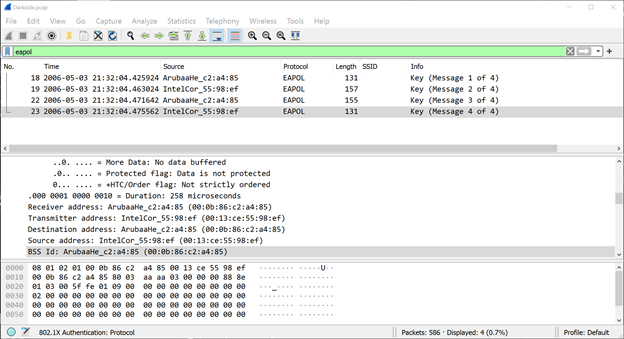 Darkside.pcap
File Edit View Go Capture Analyze Statistics Telephony Wireless Tools Help
eapol
No. Time Source Protocol Length SSID Info
18 2006-05-03 21:32:04.425924 ArubaaHe_c2:a4:85 EAPOL 131 Key (Message 1 of 4)
19 2006-05-03 21:32:04.463024 IntelCor_55:98:ef EAPOL 157 Key (Message 2 of 4)
22 2006-05-03 21:32:04.471642 ArubaaHe_c2:a4:85 EAPOL 155 Key (Message 3 of 4)
23 2006-05-03 21:32:04.475562 IntelCor_55:98:ef EAPOL 131 Key (Message 4 of 4)
..0. .... = More Data: No data buffered
.0.. .... = Protected flag: Data is not protected
0... .... = +HTC/Order flag: Not strictly ordered
.000 0001 0000 0010 = Duration: 258 microseconds
Receiver address: ArubaaHe_c2:a4:85 (00:0b:86:c2:a4:85)
Transmitter address: IntelCor_55:98:ef (00:13:ce:55:98:ef)
Destination address: ArubaaHe_c2:a4:85 (00:0b:86:c2:a4:85)
Source address: IntelCor_55:98:ef (00:13:ce:55:98:ef)
BSS Id: ArubaaHe_c2:a4:85 (00:0b:86:c2:a4:85)
0000 08 01 02 01 00 0b 86 c2 a4 85 00 13 ce 55 98 ef ········ ·····U··
0010 00 0b 86 c2 a4 85 80 03 aa aa 03 00 00 00 88 8e ········ ········
0020 01 03 00 5f fe 01 09 00 00 00 00 00 00 00 00 00 ···_···· ········
0030 02 00 00 00 00 00 00 00 00 00 00 00 00 00 00 00 ········ ········
0040 00 00 00 00 00 00 00 00 00 00 00 00 00 00 00 00 ········ ········
0050 00 00 00 00 00 00 00 00 00 00 00 00 00 00 00 00 ········ ········
802.1X Authentication: Protocol Packets: 586 · Displayed: 4 (0.7%) Profile: Default